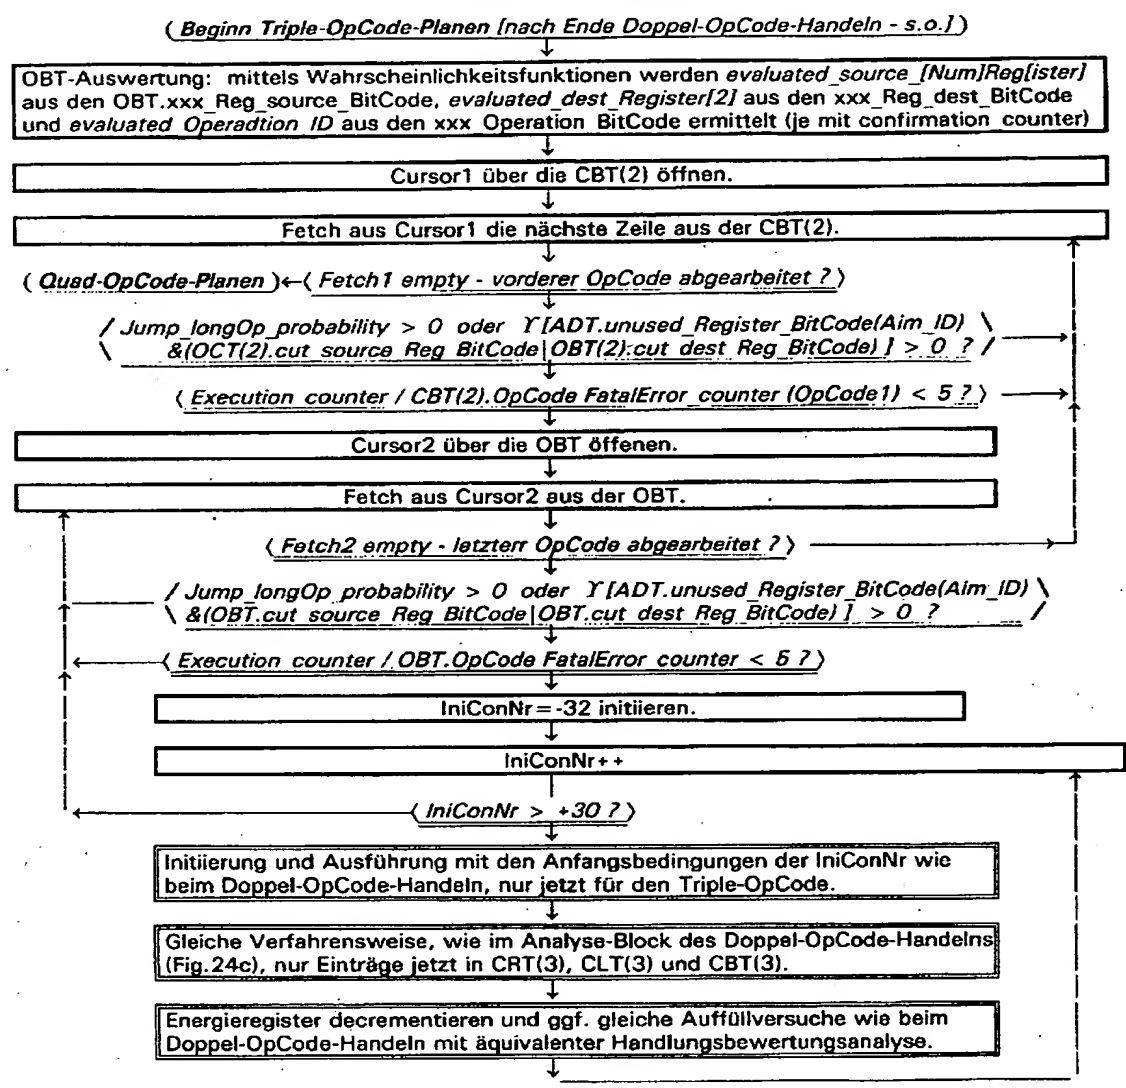 ( Beginn Triple-OpCode-Planen [nach Ende Doppel-OpCode-Handeln - s.o.] )
OBT-Auswertung: mittels Wahrscheinlichkeitsfunktionen werden evaluated_source_[Num]Reg[ister]
aus den OBT.xxx_Reg_source_BitCode, evaluated_dest_Register[2] aus den xxx_Reg_dest_BitCode
und evaluated_Operadtion_ID aus den xxx_Operation_BitCode ermittelt (je mit confirmation_counter)
Cursor1 über die CBT(2) öffnen.
Fetch aus Cursor1 die nächste Zeile aus der CBT(2).
( Quad-OpCode-Planen )←⟨ Fetch1 empty - vorderer OpCode abgearbeitet ? ⟩
/ Jump_longOp_probability > 0 oder ϒ[ADT.unused_Register_BitCode(Aim_ID) \
\ &(OCT(2).cut_source_Reg_BitCode|OBT(2).cut_dest_Reg_BitCode) ] > 0 ? /
⟨ Execution_counter / CBT(2).OpCode_FatalError_counter (OpCode1) < 5 ? ⟩
Cursor2 über die OBT öffenen.
Fetch aus Cursor2 aus der OBT.
⟨ Fetch2 empty - letzterr OpCode abgearbeitet ? ⟩
/ Jump_longOp_probability > 0 oder ϒ[ADT.unused_Register_BitCode(Aim_ID) \
\ &(OBT.cut_source_Reg_BitCode|OBT.cut_dest_Reg_BitCode) ] > 0 ? /
⟨ Execution_counter / OBT.OpCode_FatalError_counter < 5 ? ⟩
IniConNr=-32 initiieren.
IniConNr++
⟨ IniConNr > +30 ? ⟩
Initiierung und Ausführung mit den Anfangsbedingungen der IniConNr wie
beim Doppel-OpCode-Handeln, nur jetzt für den Triple-OpCode.
Gleiche Verfahrensweise, wie im Analyse-Block des Doppel-OpCode-Handelns
(Fig.24c), nur Einträge jetzt in CRT(3), CLT(3) und CBT(3).
Energieregister decrementieren und ggf. gleiche Auffüllversuche wie beim
Doppel-OpCode-Handeln mit äquivalenter Handlungsbewertungsanalyse.